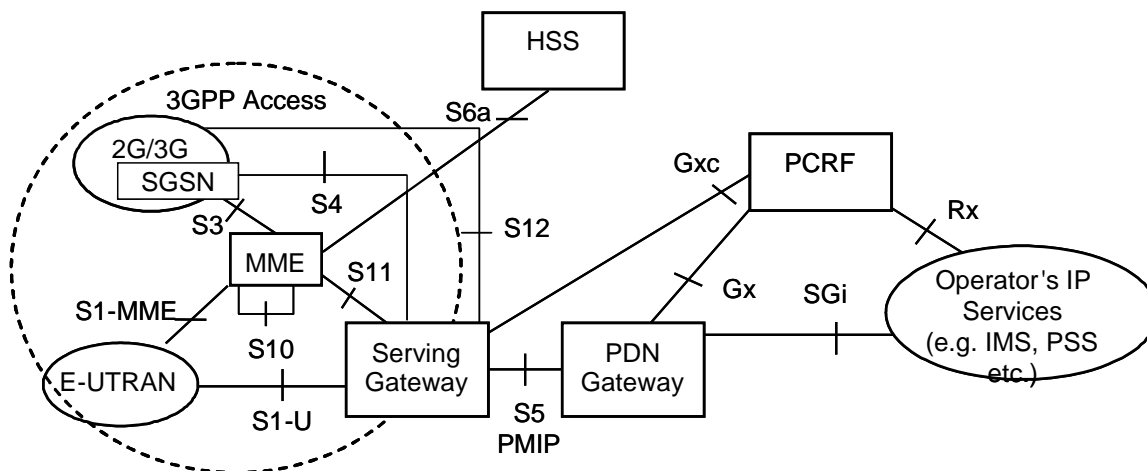 HSS
3GPP Access
S6a
2G/3G
SGSN
Gxc
PCRF
S4
S3
S12
Rx
MME
S11
Gx
SGi
Operator's IP
Services
(e.g. IMS, PSS
etc.)
S1-MME
S10
Serving
Gateway
PDN
Gateway
E-UTRAN
S1-U
S5
PMIP